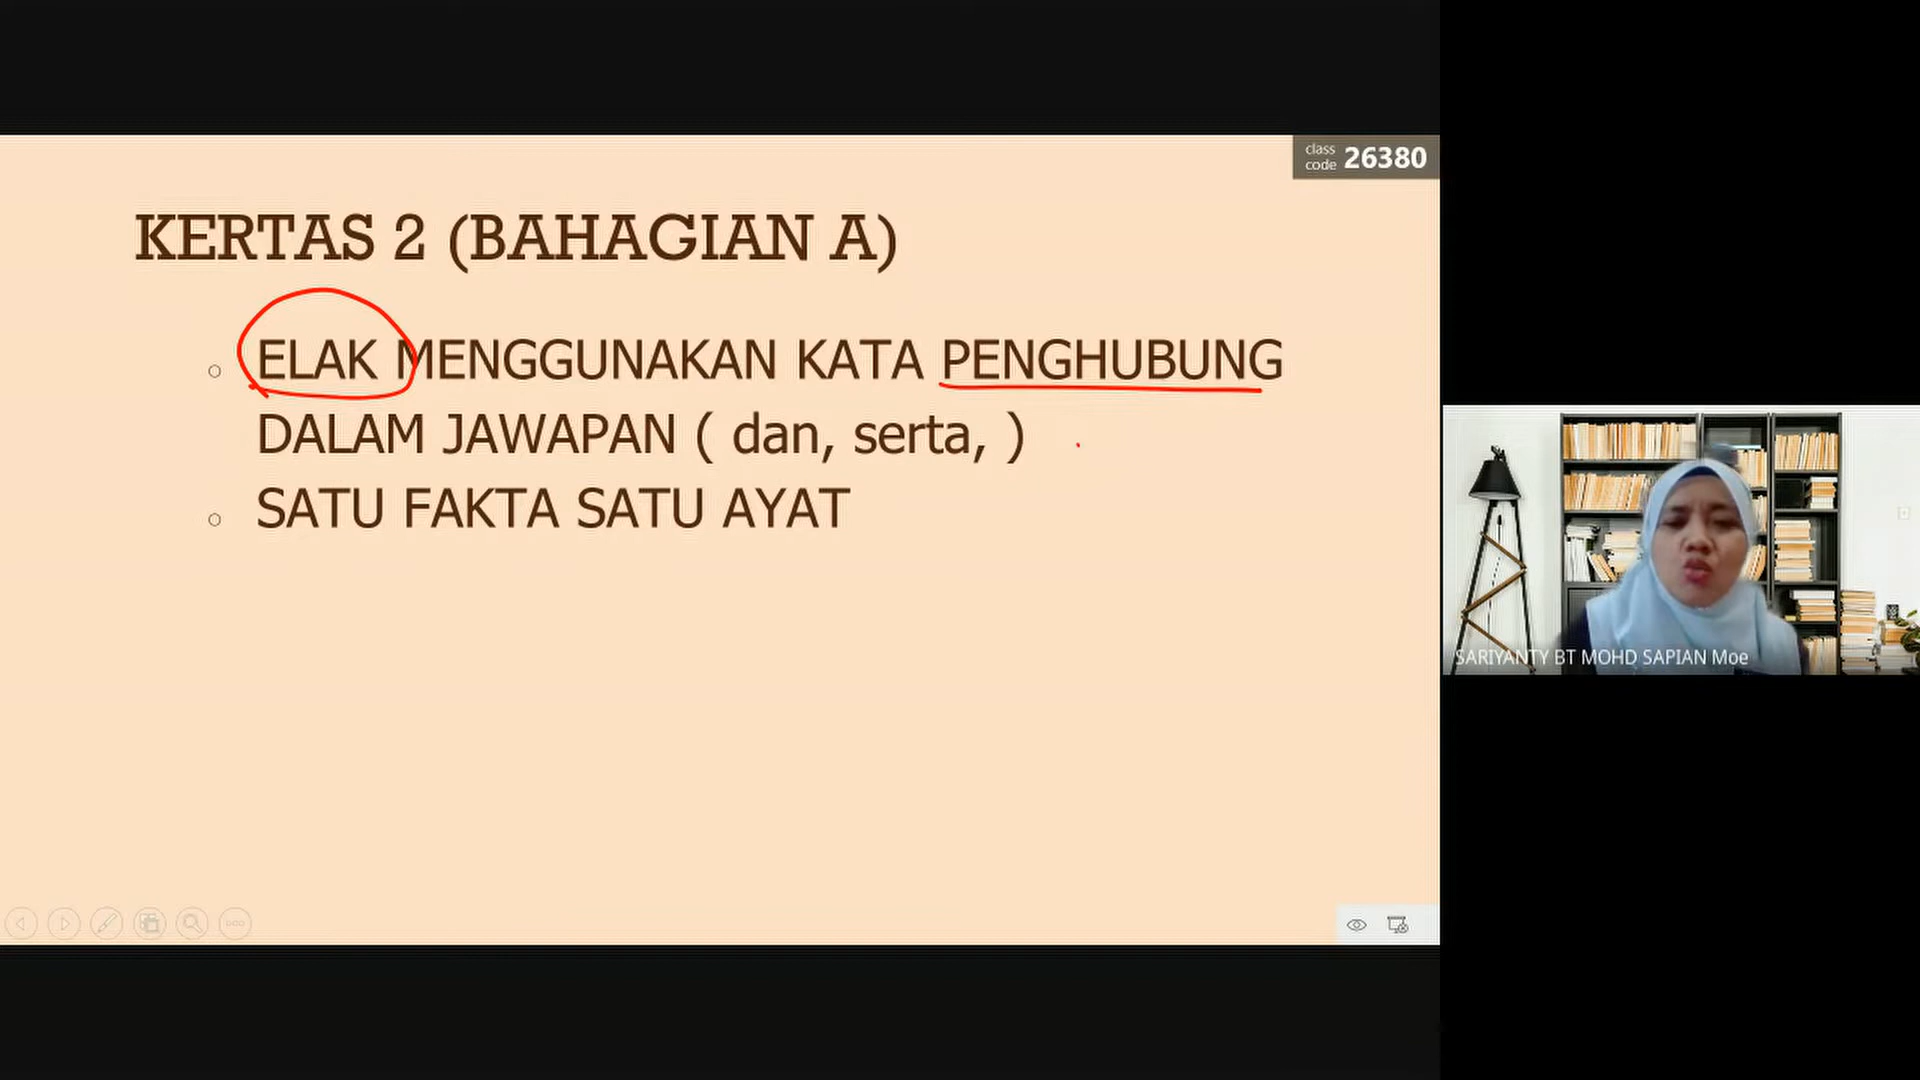 class
code 26380
KERTAS 2 (BAHAGIAN A)
ELAK MENGGUNAKAN KATA PENGHUBUNG
DALAM JAWAPAN ( dan, serta, )
SATU FAKTA SATU AYAT
SARIYANTY BT MOHD SAPIAN Moe